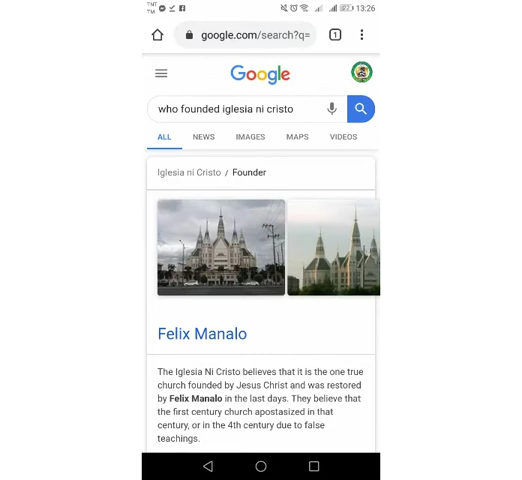 TNT
TM
82
13:26
google.com/search?q=
1
Google
who founded iglesia ni cristo
ALL NEWS IMAGES MAPS VIDEOS
Iglesia ni Cristo / Founder
Felix Manalo
The Iglesia Ni Cristo believes that it is the one true
church founded by Jesus Christ and was restored
by Felix Manalo in the last days. They believe that
the first century church apostasized in that
century, or in the 4th century due to false
teachings.